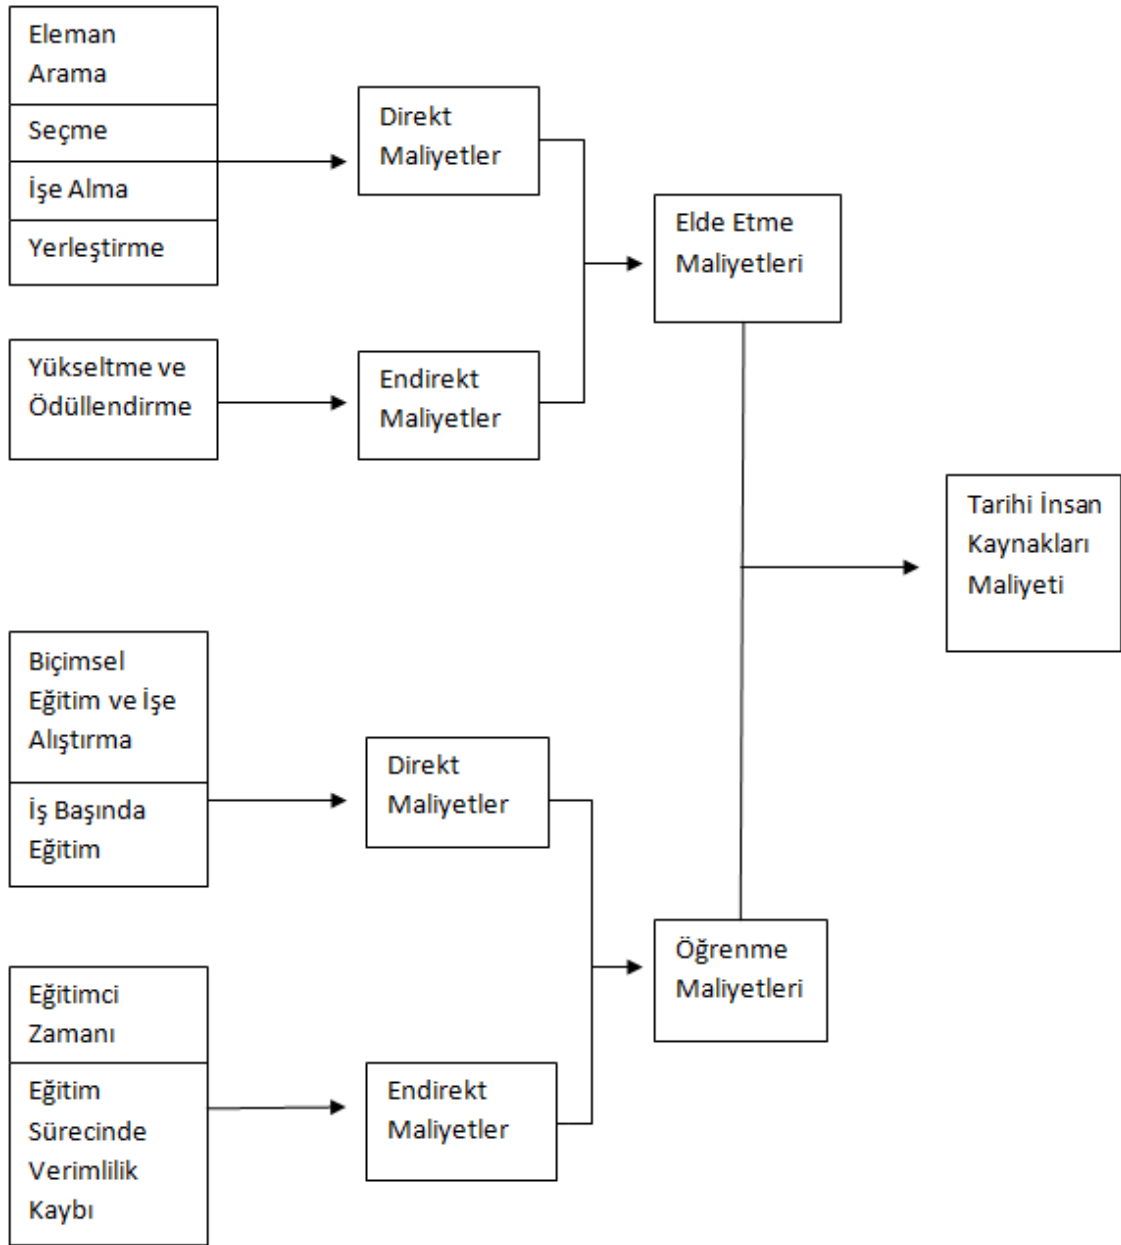 Eleman
Arama
Seçme
İşe Alma
Yerleştirme
Direkt
Maliyetler
Yükseltme ve
Ödüllendirme
Endirekt
Maliyetler
Elde Etme
Maliyetleri
Tarihi İnsan
Kaynakları
Maliyeti
Biçimsel
Eğitim ve İşe
Alıştırma
İş Başında
Eğitim
Direkt
Maliyetler
Eğitimci
Zamanı
Eğitim
Sürecinde
Verimlilik
Kaybı
Endirekt
Maliyetler
Öğrenme
Maliyetleri